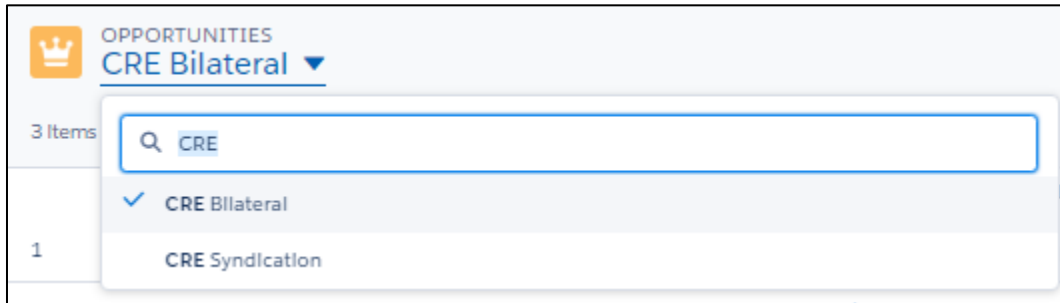 OPPORTUNITIES
CRE Bilateral
3 Items
CRE
CRE Bilateral
1
CRE Syndication